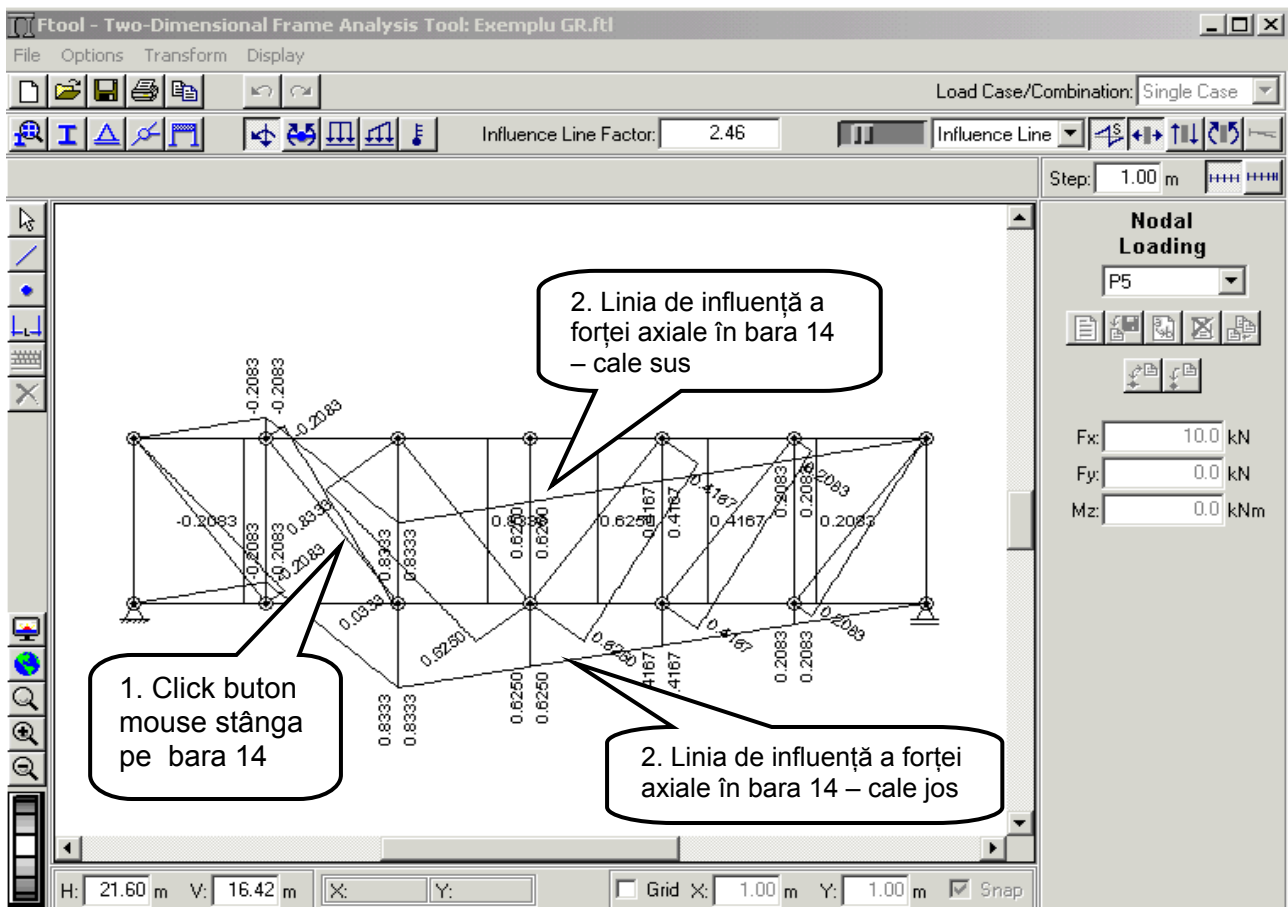 Ftool - Two-Dimensional Frame Analysis Tool: Exemplu GR.ftl
File Options Transform Display
Load Case/Combination: Single Case
Influence Line Factor: 2.46
Influence Line
Step: 1.00 m
Nodal
Loading
P5
Fx: 10.0 kN
Fy: 0.0 kN
Mz: 0.0 kNm
2. Linia de influență a
forței axiale în bara 14
– cale sus
-0.2083
-0.2083
-0.2083
-0.2083
0.8333
0.6250
0.4167
0.2083
0.4167
0.4167
0.4167
0.2083
0.2083
0.2083
0.6250
0.6250
0.8333
0.8333
-0.2083
-0.2083
-0.2083
0.6250
0.6250
0.4167
0.2083
0.8333
0.8333
0.6250
0.6250
0.2083
0.2083
1. Click buton
mouse stânga
pe bara 14
2. Linia de influență a forței
axiale în bara 14 – cale jos
H: 21.60 m V: 16.42 m X: Y: Grid X: 1.00 m Y: 1.00 m Snap